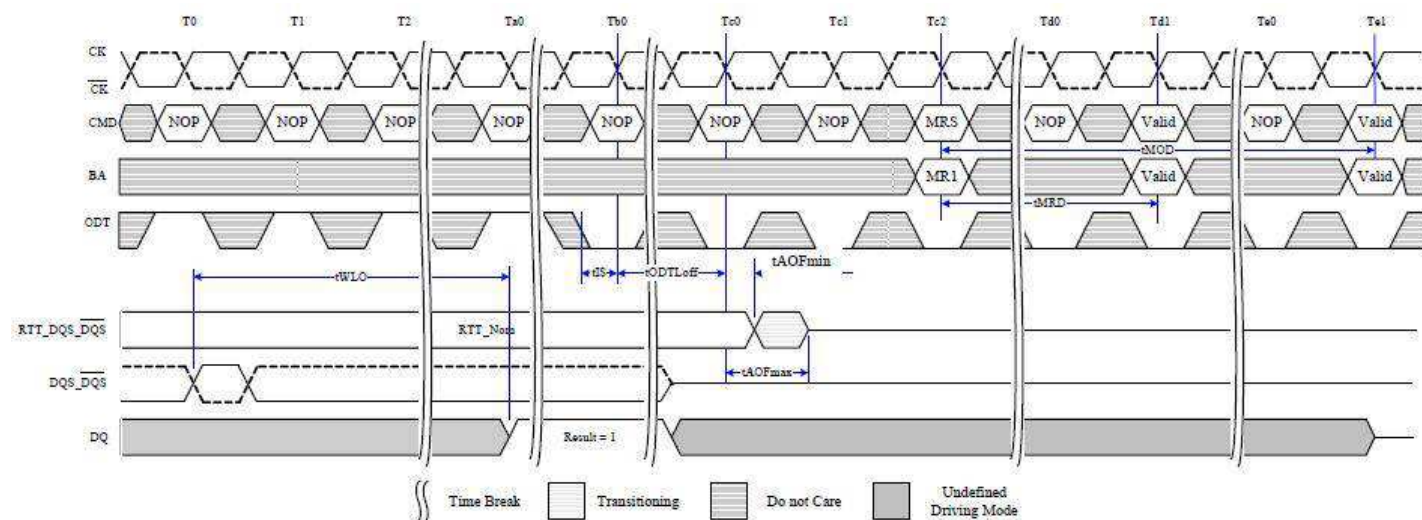 T0 T1 T2 Ta0 Tb0 Tc0 Tc1 Tc2 Td0 Td1 Te0 Te1
CK
CK
CMD NOP NOP NOP NOP NOP NOP NOP MRS NOP Valid NOP Valid
tMOD
BA MR1 Valid Valid
tMRD
ODT
tWLO tIS tODTLoff tAOFmin
RTT_DQS_DQS RTT_Nom
tAOFmax
DQS_DQS
DQ Result = 1
Time Break Transitioning Do not Care Undefined
Driving Mode